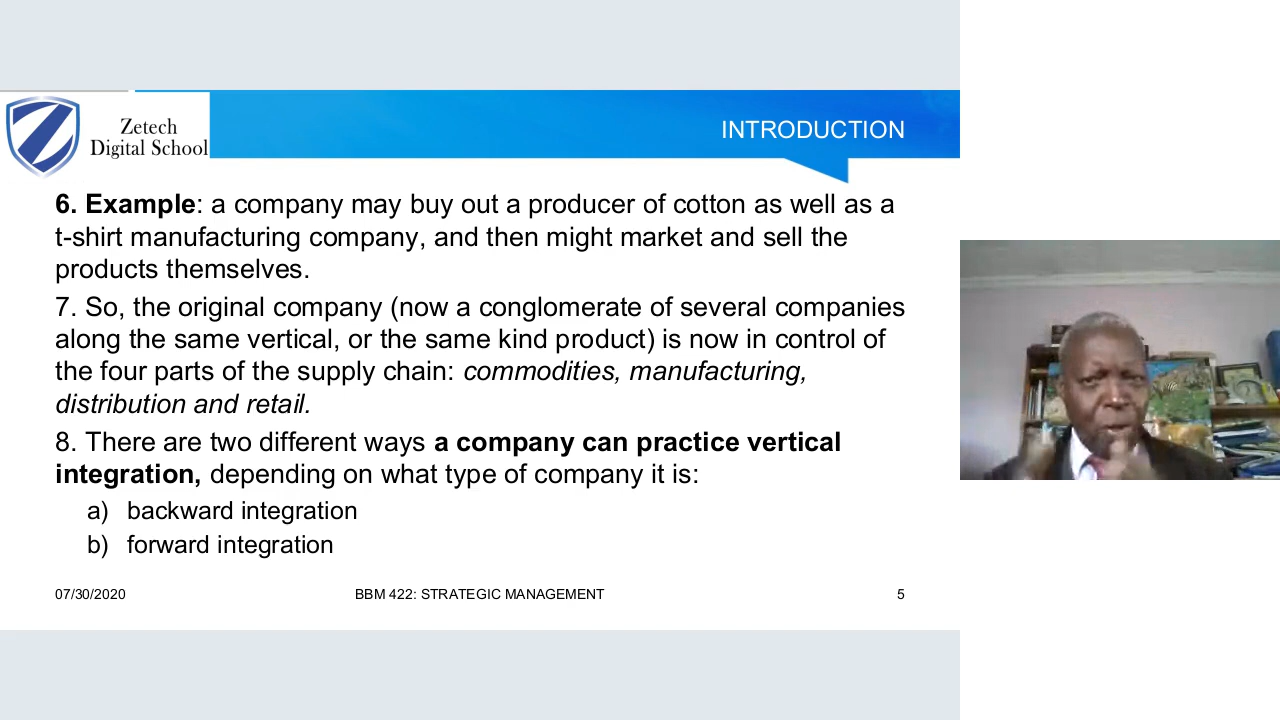 Zetech
Digital School
INTRODUCTION
6. Example: a company may buy out a producer of cotton as well as a
t-shirt manufacturing company, and then might market and sell the
products themselves.
7. So, the original company (now a conglomerate of several companies
along the same vertical, or the same kind product) is now in control of
the four parts of the supply chain: commodities, manufacturing,
distribution and retail.
8. There are two different ways a company can practice vertical
integration, depending on what type of company it is:
a) backward integration
b) forward integration
07/30/2020 BBM 422: STRATEGIC MANAGEMENT 5